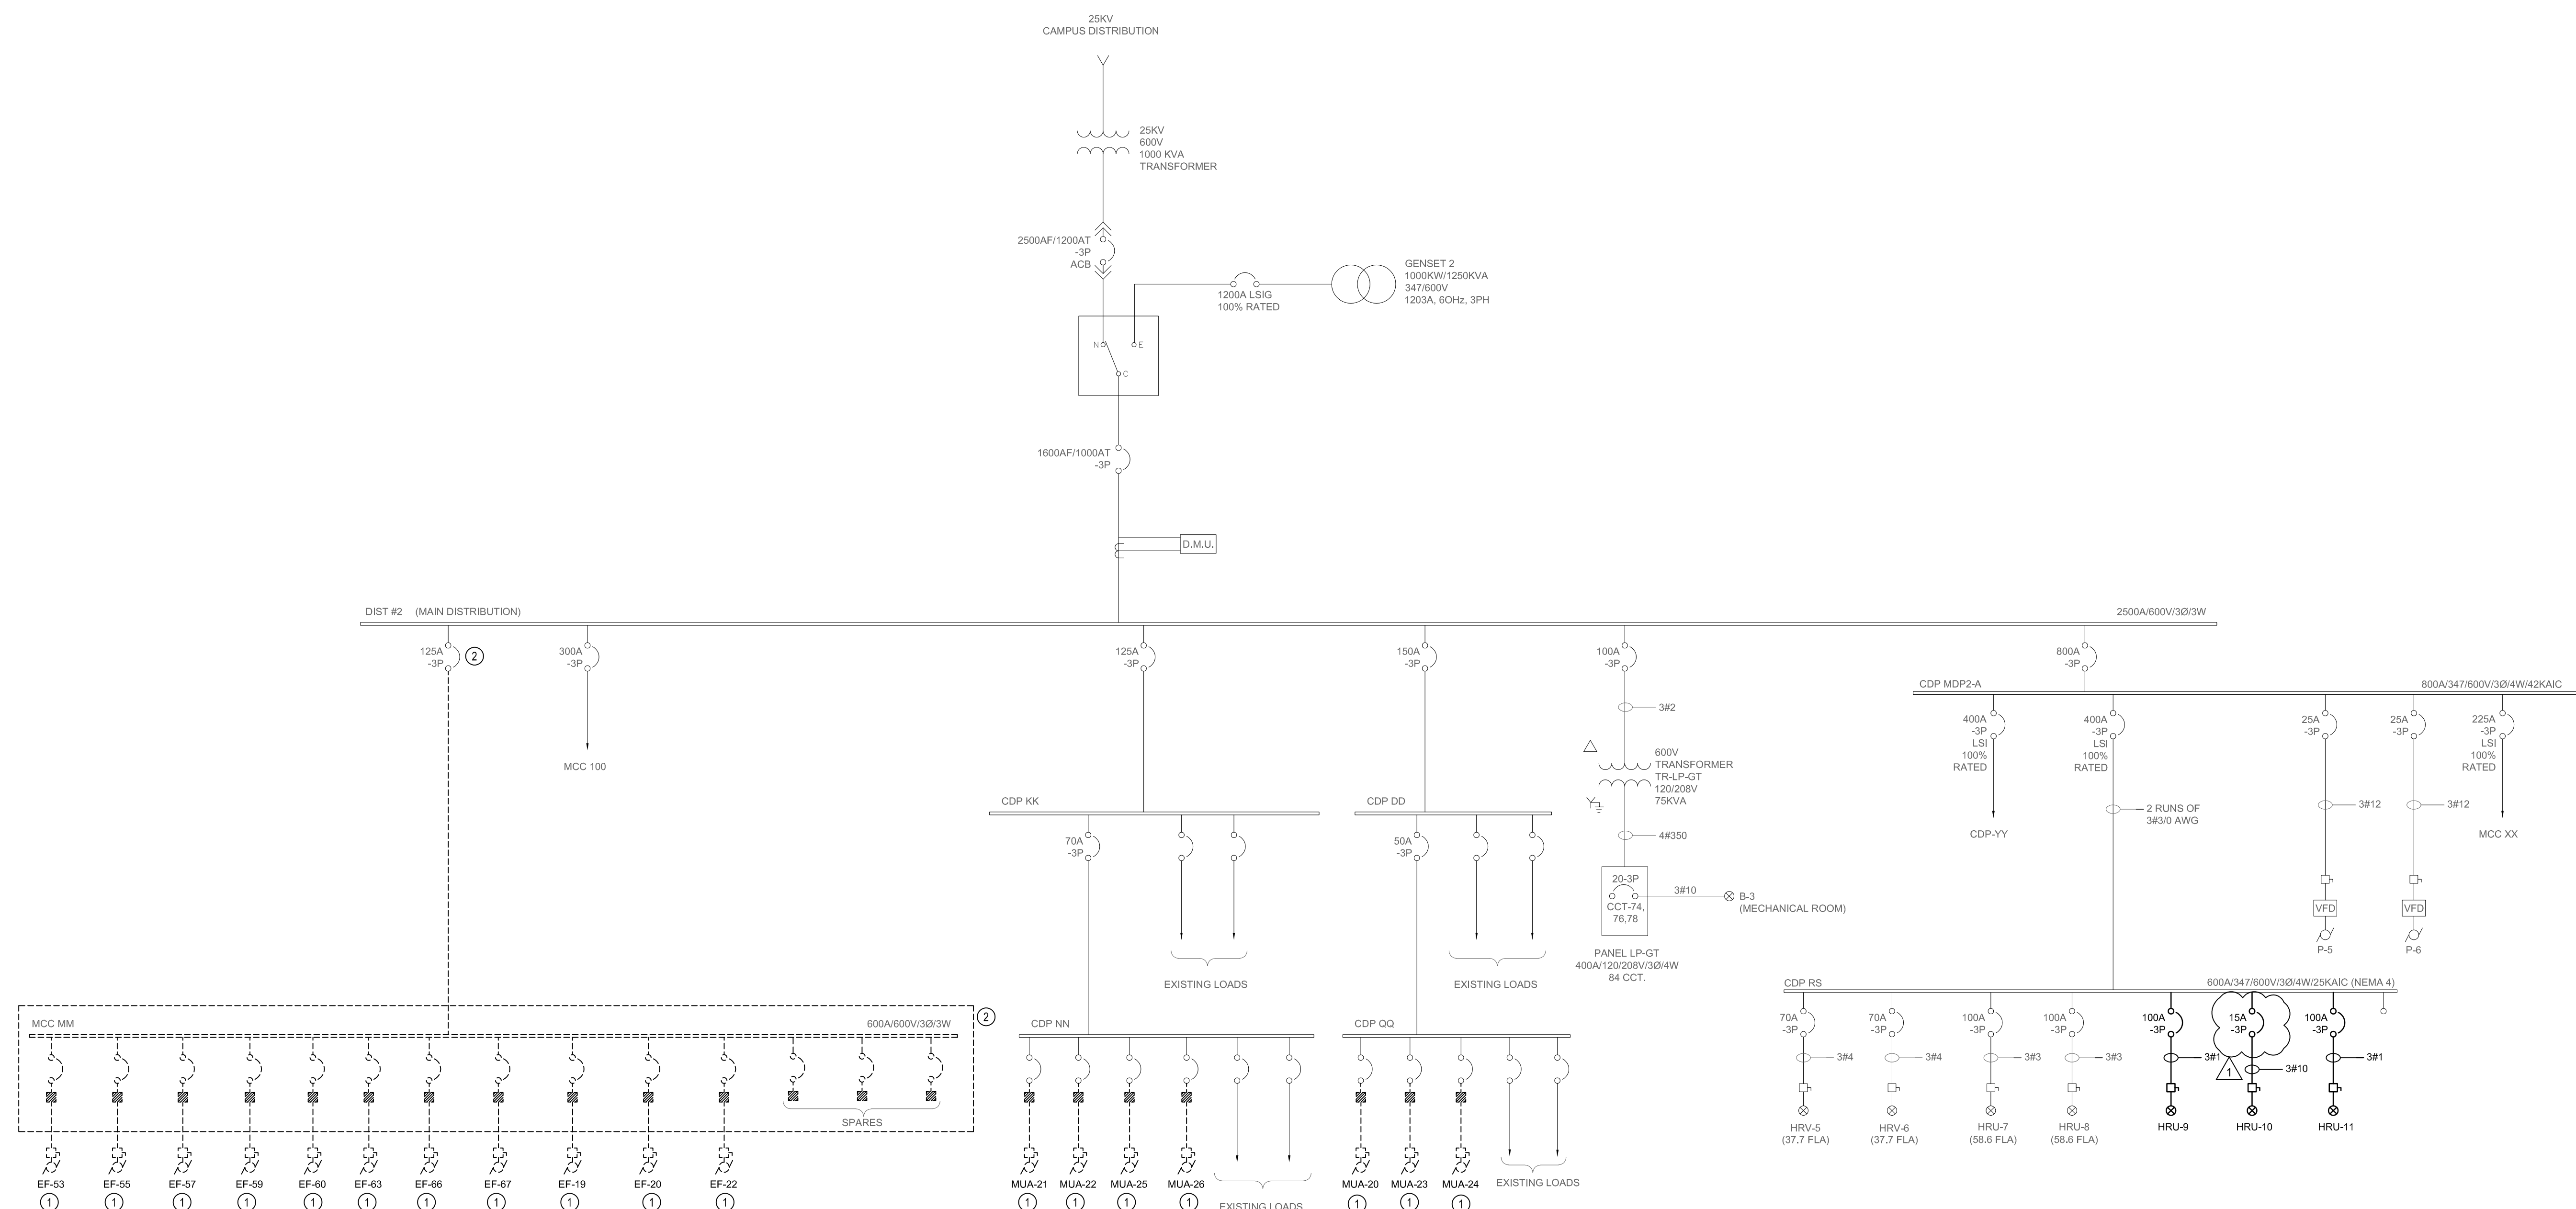 25KV
CAMPUS DISTRIBUTION
25KV
600V
1000 KVA
TRANSFORMER
2500AF/1200AT
-3P
ACB
GENSET 2
1000KW/1250KVA
347/600V
1203A, 6OHz, 3PH
1200A LSIG
100% RATED
N
E
C
1600AF/1000AT
-3P
D.M.U.
DIST #2 (MAIN DISTRIBUTION)
2500A/600V/3Ø/3W
125A
-3P
2
300A
-3P
MCC 100
125A
-3P
150A
-3P
100A
-3P
800A
-3P
3#2
600V
TRANSFORMER
TR-LP-GT
120/208V
75KVA
4#350
20-3P
CCT-74,
76,78
3#10
B-3
(MECHANICAL ROOM)
PANEL LP-GT
400A/120/208V/3Ø/4W
84 CCT.
CDP MDP2-A
800A/347/600V/3Ø/4W/42KAIC
400A
-3P
LSI
100%
RATED
CDP-YY
400A
-3P
LSI
100%
RATED
2 RUNS OF
3#3/0 AWG
25A
-3P
3#12
VFD
P-5
25A
-3P
3#12
VFD
P-6
225A
-3P
LSI
100%
RATED
MCC XX
CDP KK
70A
-3P
EXISTING LOADS
CDP DD
50A
-3P
EXISTING LOADS
CDP RS
600A/347/600V/3Ø/4W/25KAIC (NEMA 4)
70A
-3P
3#4
HRV-5
(37.7 FLA)
70A
-3P
3#4
HRV-6
(37.7 FLA)
100A
-3P
3#3
HRU-7
(58.6 FLA)
100A
-3P
3#3
HRU-8
(58.6 FLA)
100A
-3P
3#1
HRU-9
15A
-3P
1
3#10
HRU-10
100A
-3P
3#1
HRU-11
MCC MM
600A/600V/3Ø/3W
2
SPARES
EF-53
1
EF-55
1
EF-57
1
EF-59
1
EF-60
1
EF-63
1
EF-66
1
EF-67
1
EF-19
1
EF-20
1
EF-22
1
CDP NN
MUA-21
1
MUA-22
1
MUA-25
1
MUA-26
1
EXISTING LOADS
CDP QQ
MUA-20
1
MUA-23
1
MUA-24
1
EXISTING LOADS